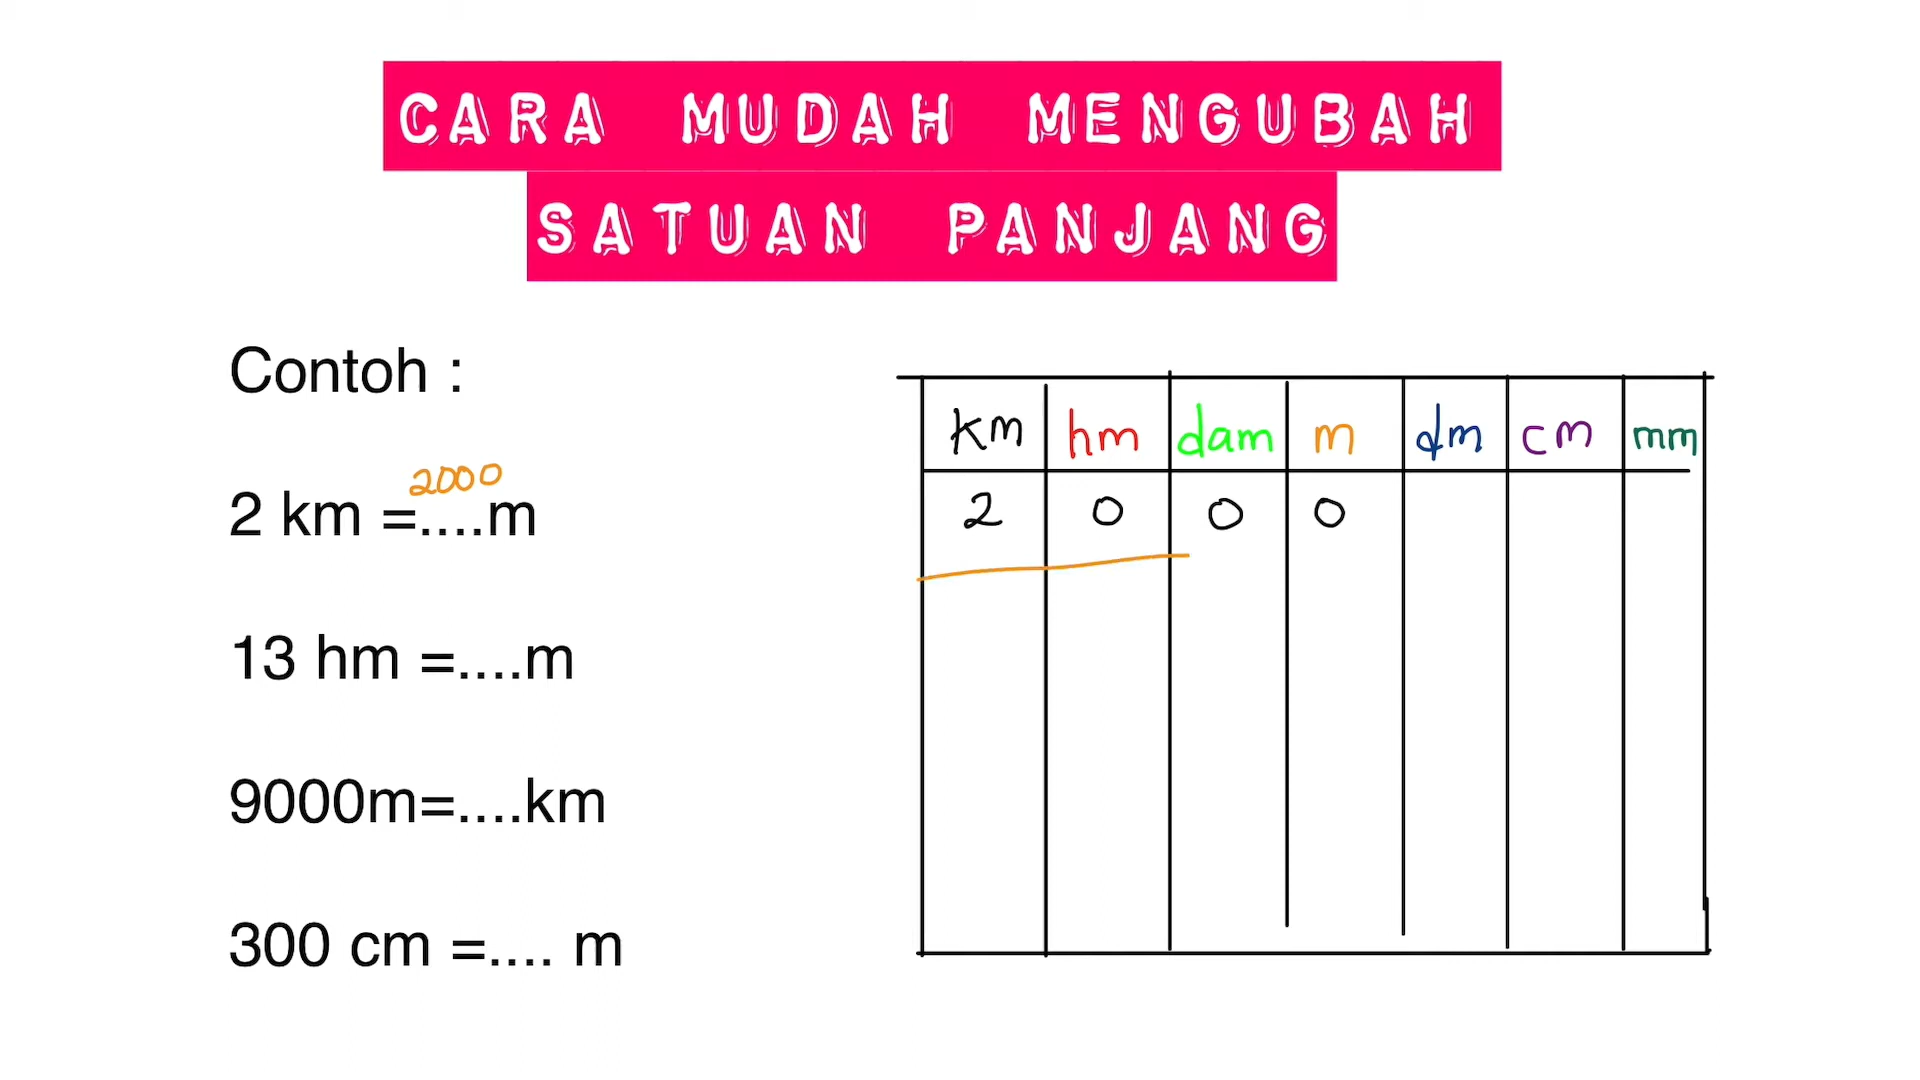 CARA MUDAH MENGUBAH
SATUAN PANJANG
Contoh :
2000
2 km =....m
13 hm =....m
9000m=....km
300 cm =.... m
km hm dam m dm cm mm
2 0 0 0